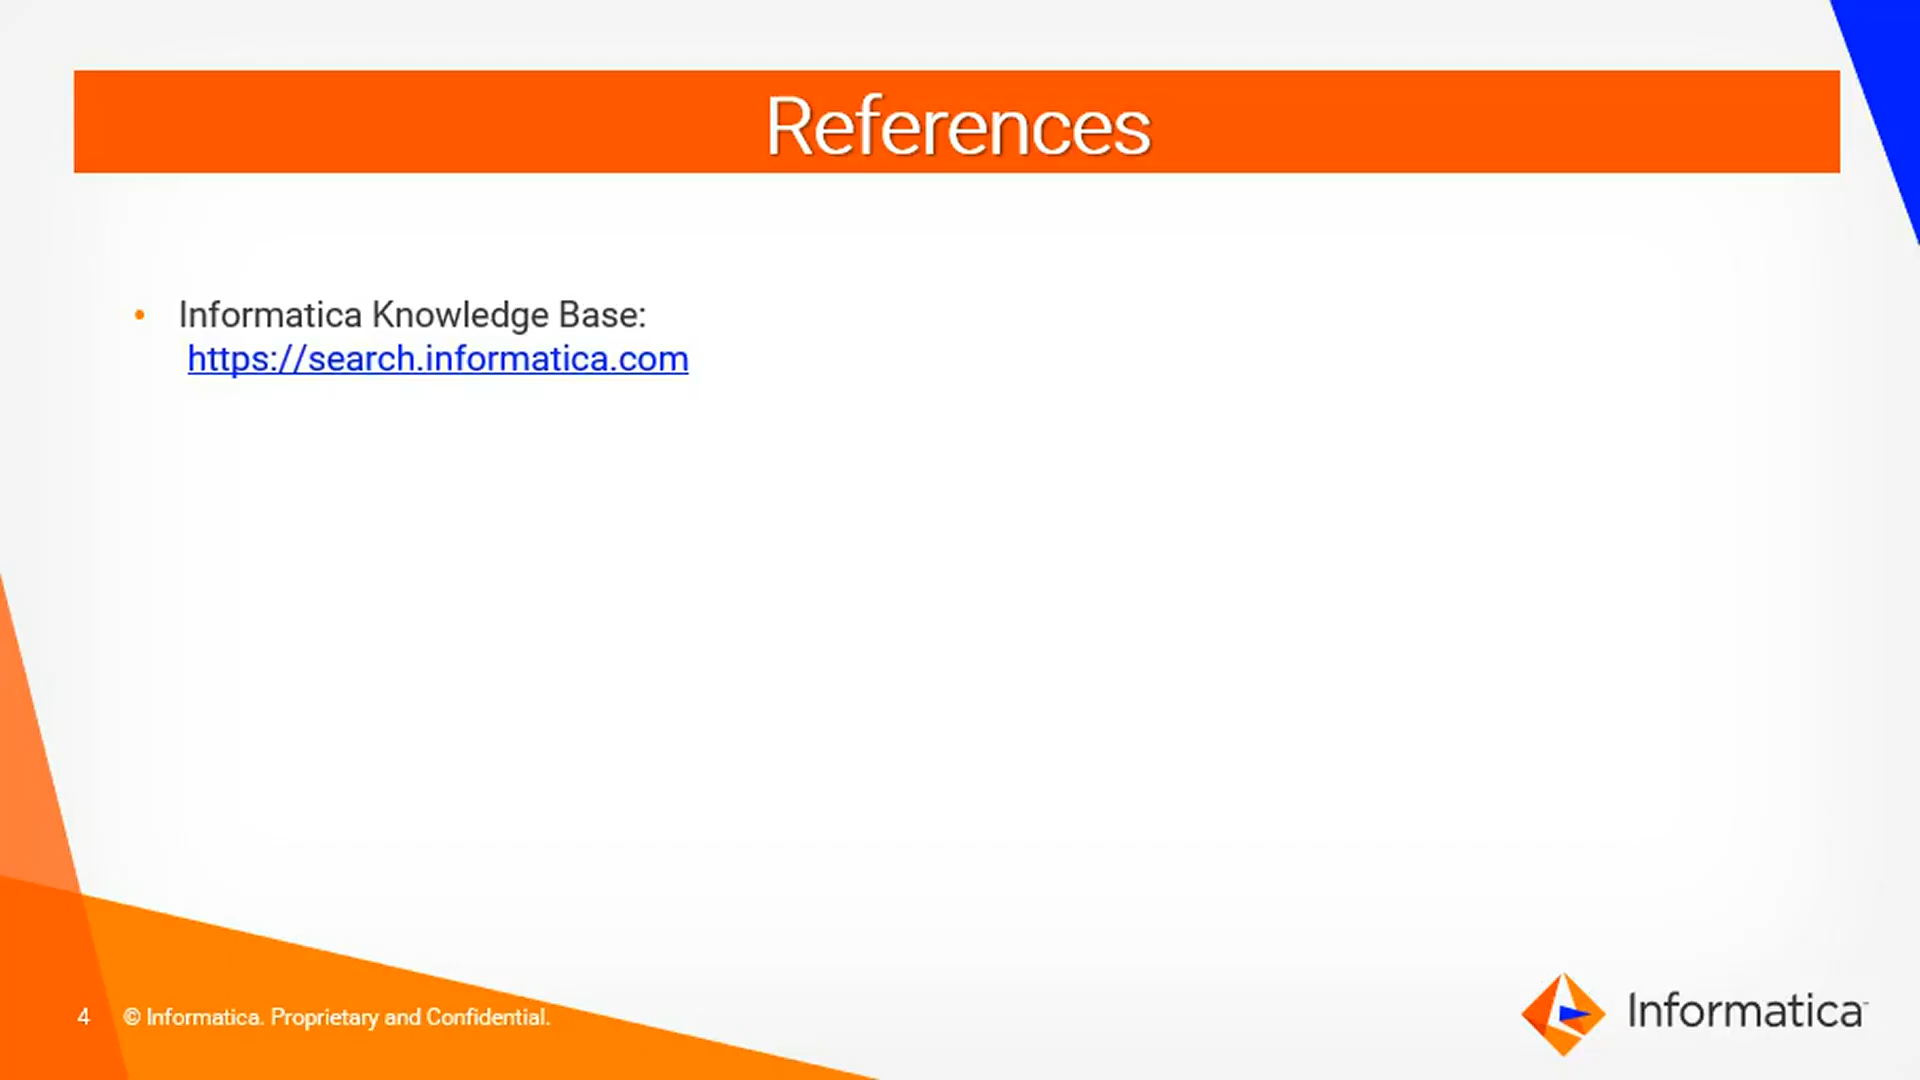 References
• Informatica Knowledge Base:
https://search.informatica.com
4 © Informatica. Proprietary and Confidential.
Informatica